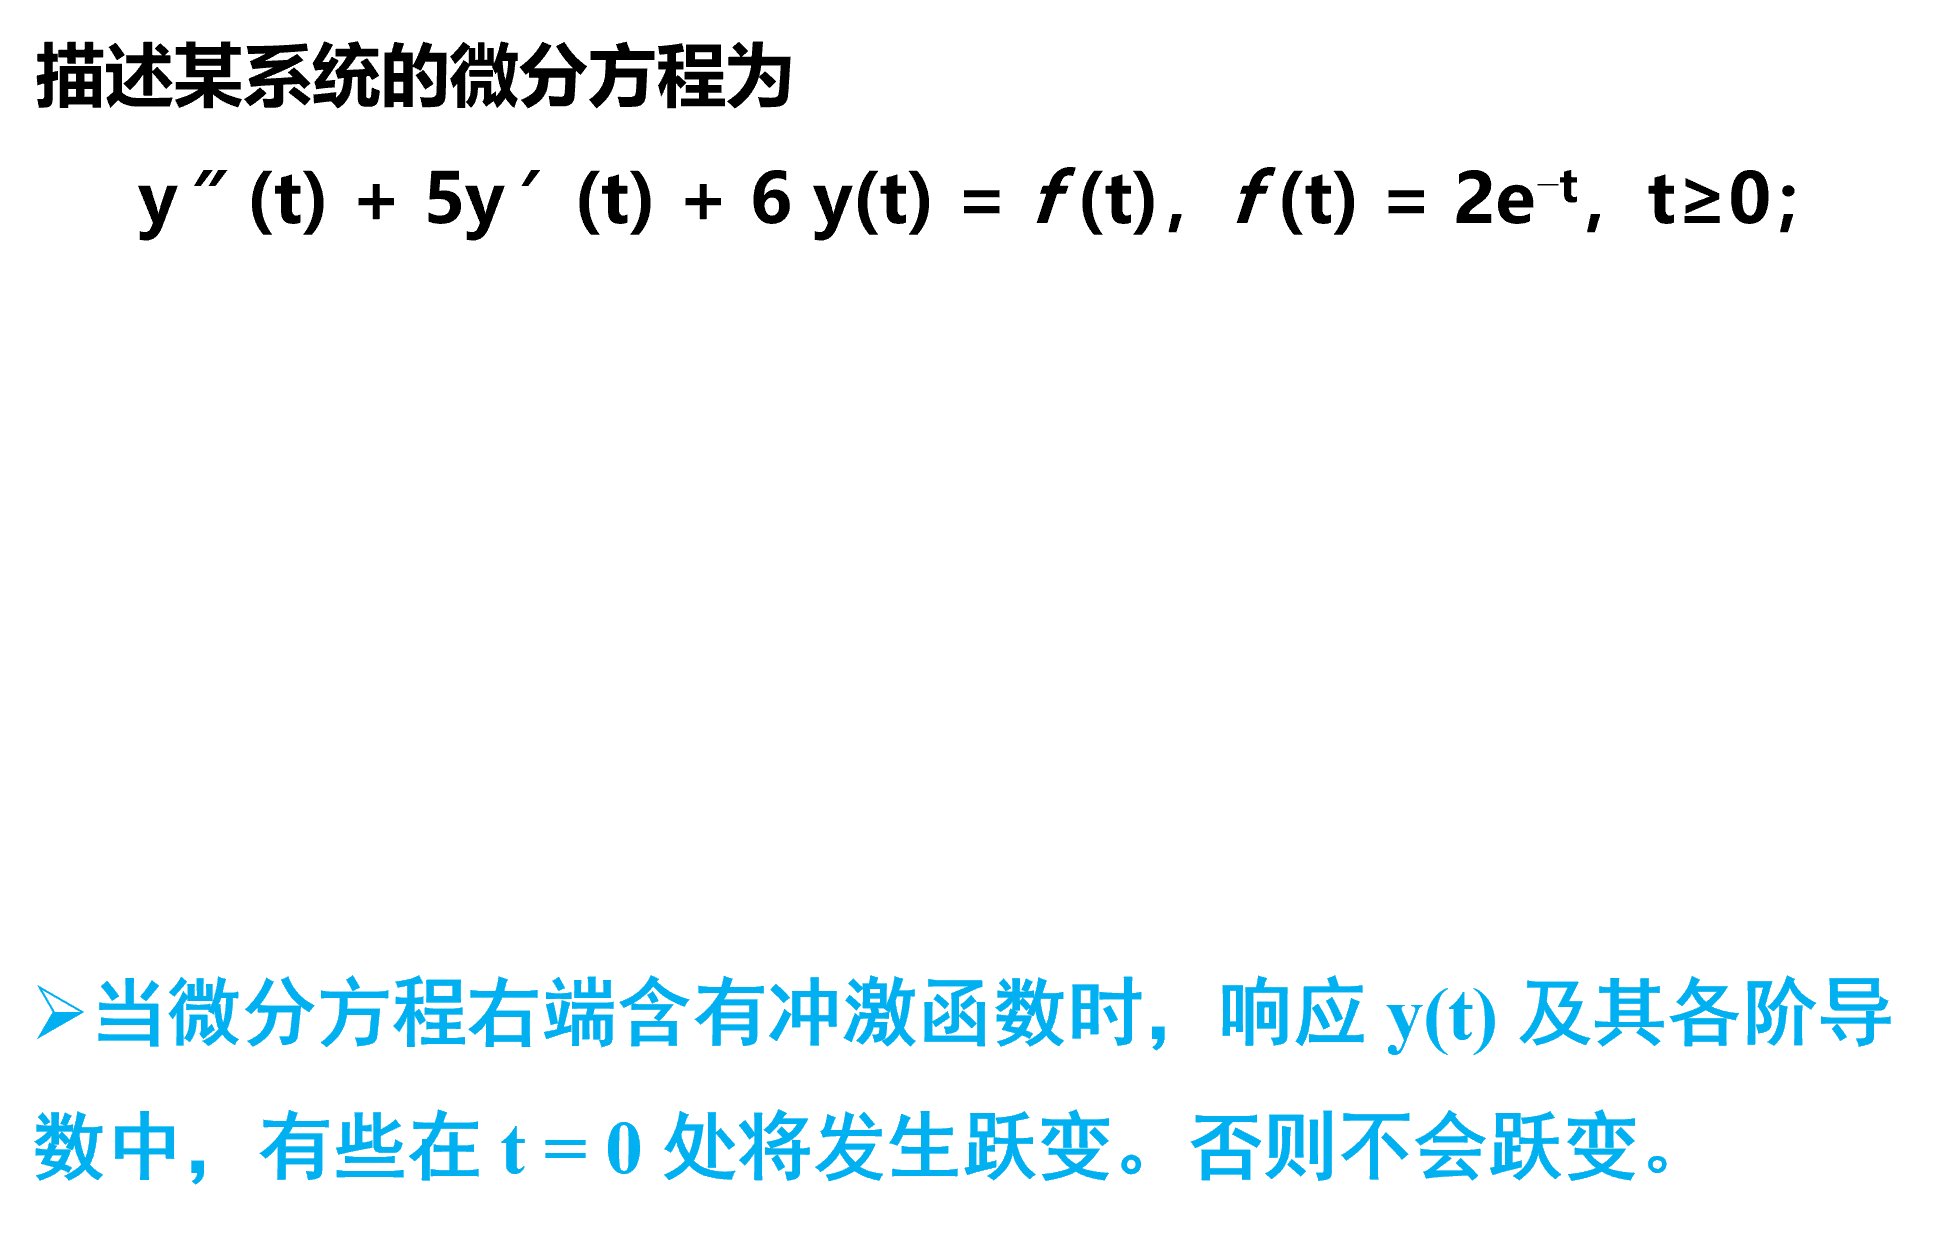 描述某系统的微分方程为
y″(t) + 5y′(t) + 6 y(t) = f(t)，f(t) = 2e⁻ᵗ，t≥0；
➢当微分方程右端含有冲激函数时，响应 y(t) 及其各阶导
数中，有些在 t = 0 处将发生跃变。否则不会跃变。